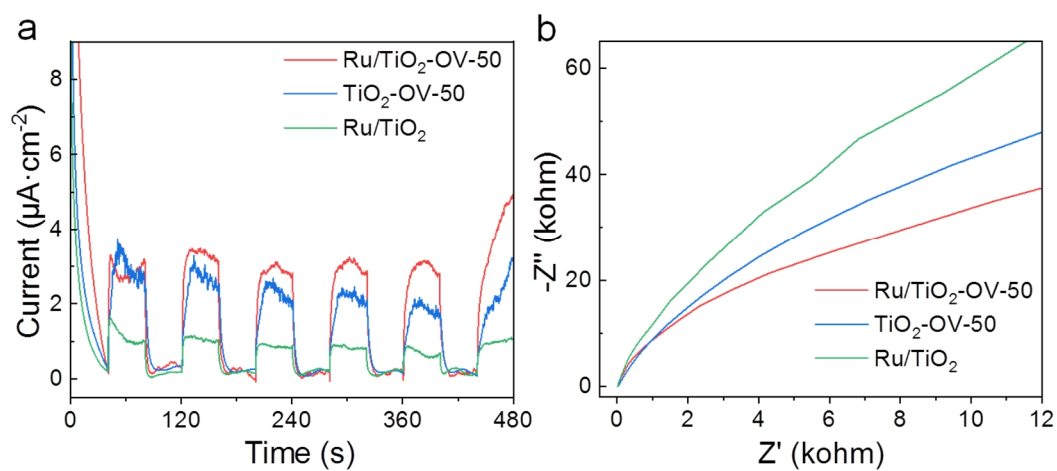 a
Current (μA·cm⁻²)
8
6
4
2
0
Ru/TiO₂-OV-50
TiO₂-OV-50
Ru/TiO₂
0 120 240 360 480
Time (s)
b
-Z'' (kohm)
60
40
20
0
Ru/TiO₂-OV-50
TiO₂-OV-50
Ru/TiO₂
0 2 4 6 8 10 12
Z' (kohm)